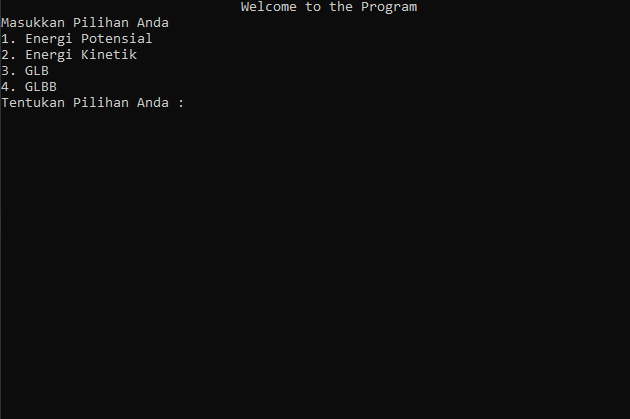 Welcome to the Program
Masukkan Pilihan Anda
1. Energi Potensial
2. Energi Kinetik
3. GLB
4. GLBB
Tentukan Pilihan Anda :